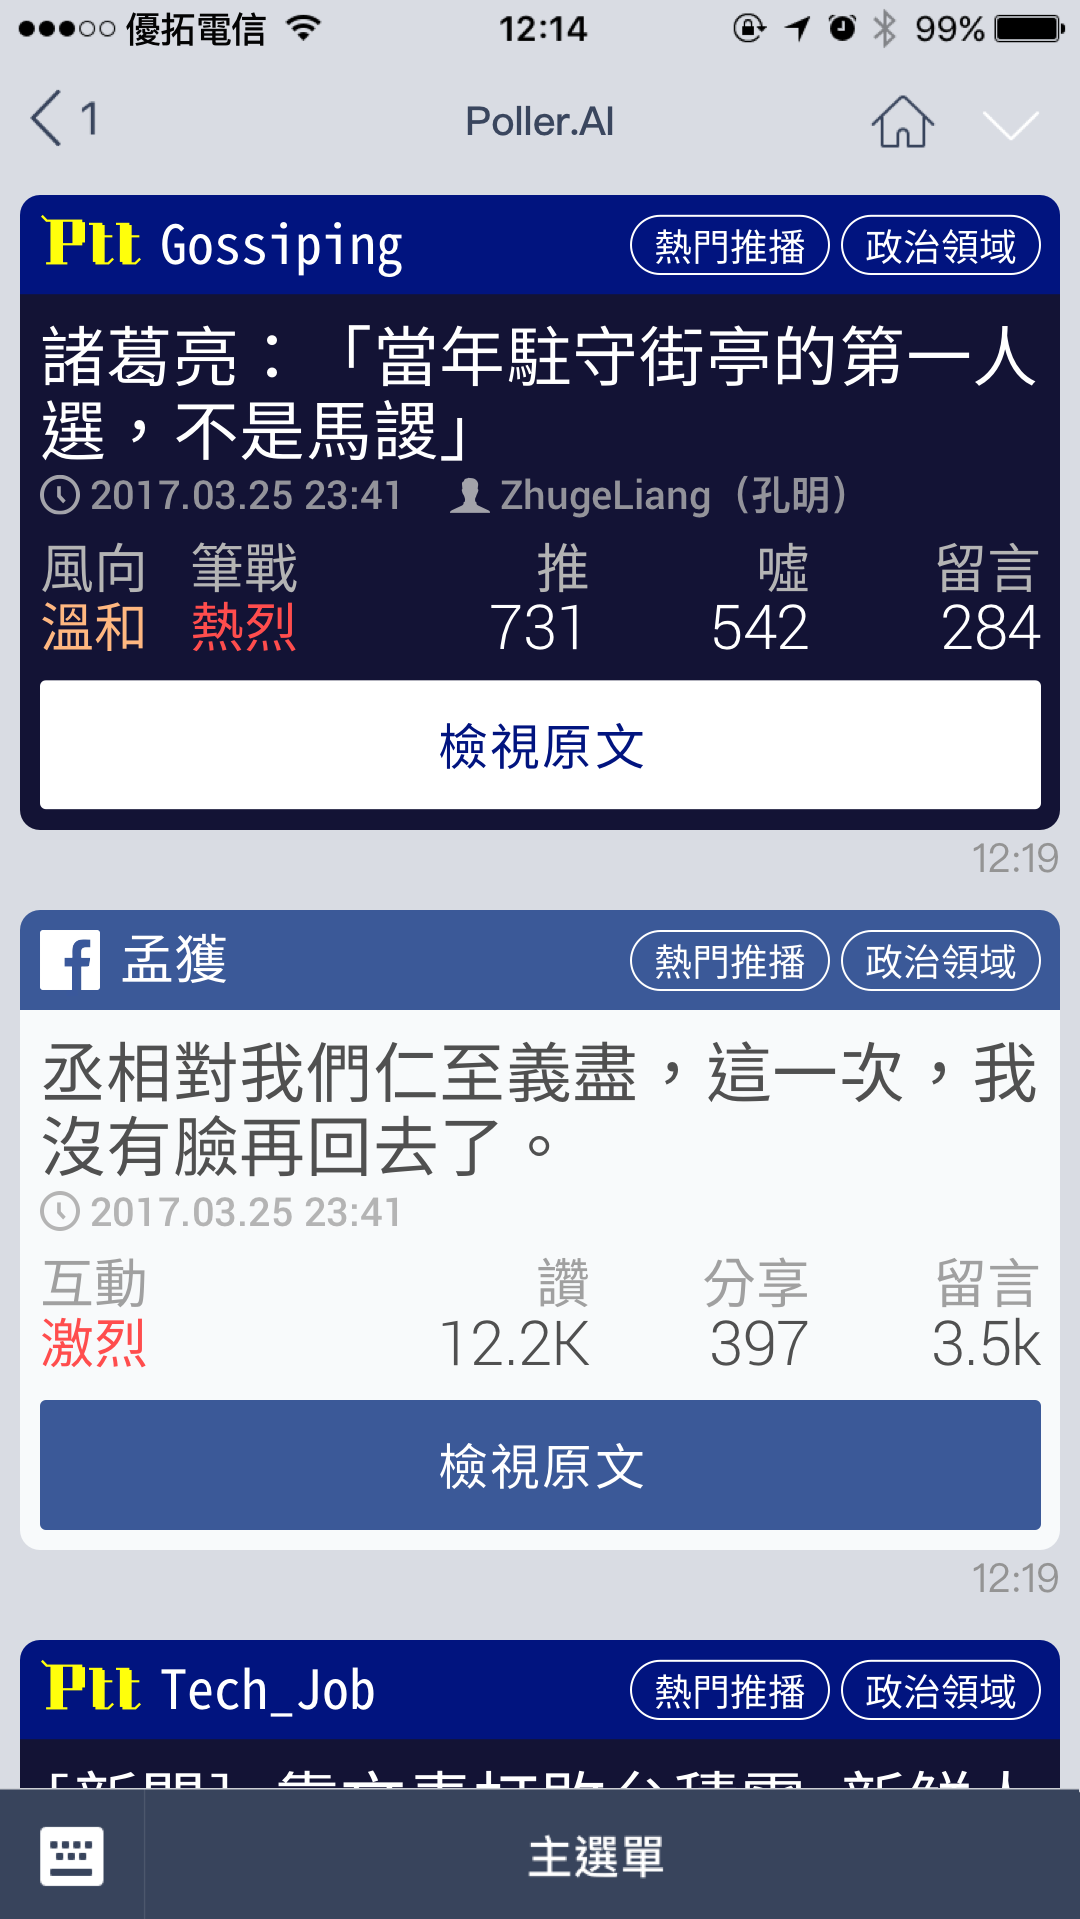 優拓電信 12:14 99%
1 Poller.AI
Ptt Gossiping 熱門推播 政治領域
諸葛亮：「當年駐守街亭的第一人
選，不是馬謖」
2017.03.25 23:41 ZhugeLiang（孔明）
風向 筆戰 推 噓 留言
溫和 熱烈 731 542 284
檢視原文
12:19
孟獲 熱門推播 政治領域
丞相對我們仁至義盡，這一次，我
沒有臉再回去了。
2017.03.25 23:41
互動 讚 分享 留言
激烈 12.2K 397 3.5k
檢視原文
12:19
Ptt Tech_Job 熱門推播 政治領域
主選單